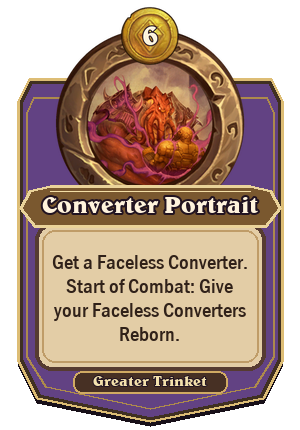 6
Converter Portrait
Get a Faceless Converter.
Start of Combat: Give
your Faceless Converters
Reborn.
Greater Trinket